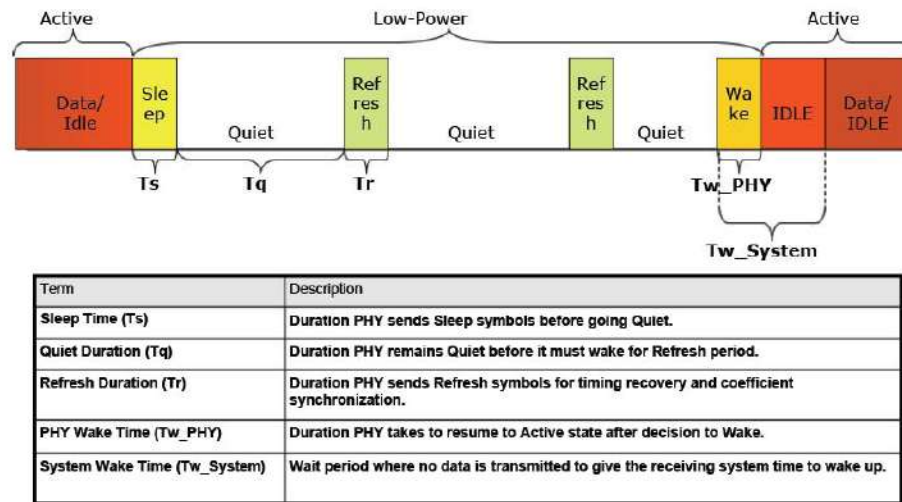 Active
Low-Power
Active
Data/
Idle
Sle
ep
Quiet
Ref
res
h
Quiet
Ref
res
h
Quiet
Wa
ke
IDLE
Data/
IDLE
Ts
Tq
Tr
Tw_PHY
Tw_System
Term Description
Sleep Time (Ts) Duration PHY sends Sleep symbols before going Quiet.
Quiet Duration (Tq) Duration PHY remains Quiet before it must wake for Refresh period.
Refresh Duration (Tr) Duration PHY sends Refresh symbols for timing recovery and coefficient
synchronization.
PHY Wake Time (Tw_PHY) Duration PHY takes to resume to Active state after decision to Wake.
System Wake Time (Tw_System) Wait period where no data is transmitted to give the receiving system time to wake up.